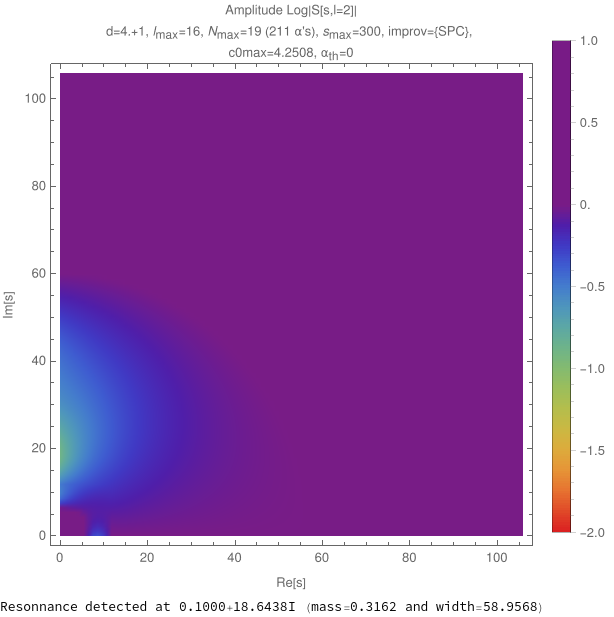 Amplitude Log|S[s,l=2]|
d=4.+1, lmax=16, Nmax=19 (211 α's), smax=300, improv={SPC},
c0max=4.2508, αth=0
1.0
0.5
0.
−0.5
−1.0
−1.5
−2.0
100
80
60
40
20
0
Im[s]
0 20 40 60 80 100
Re[s]
Resonnance detected at 0.1000+18.6438I (mass=0.3162 and width=58.9568)